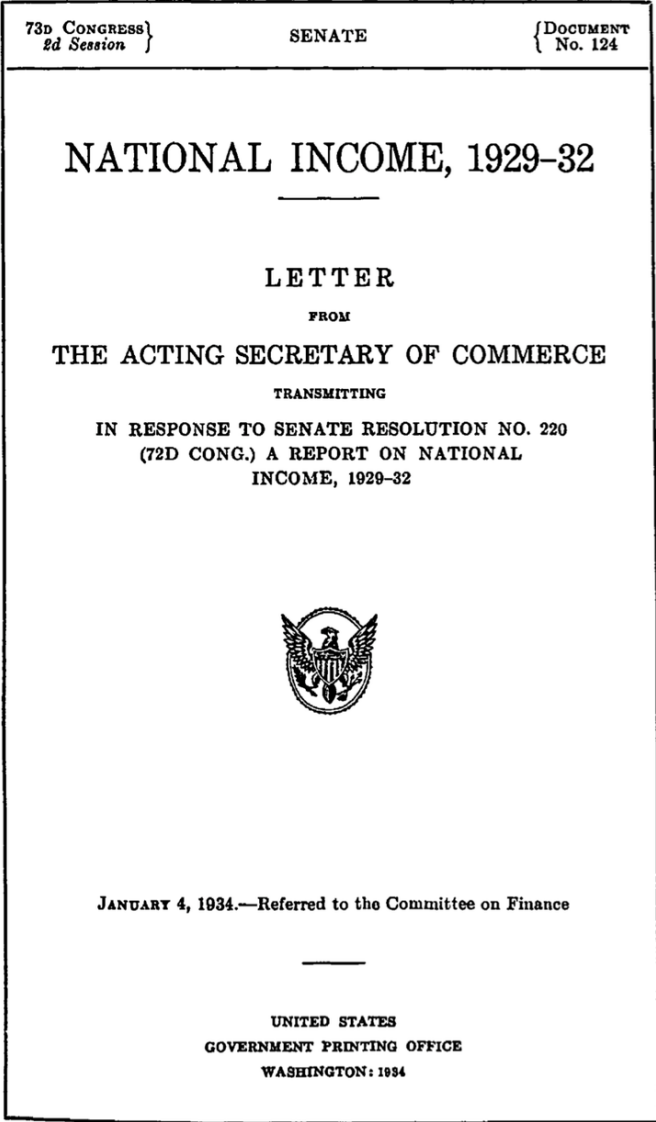 73D CONGRESS}
2d Session
SENATE
{DOCUMENT
No. 124
NATIONAL INCOME, 1929–32
LETTER
FROM
THE ACTING SECRETARY OF COMMERCE
TRANSMITTING
IN RESPONSE TO SENATE RESOLUTION NO. 220
(72D CONG.) A REPORT ON NATIONAL
INCOME, 1929–32
JANUARY 4, 1934.—Referred to the Committee on Finance
UNITED STATES
GOVERNMENT PRINTING OFFICE
WASHINGTON: 1934